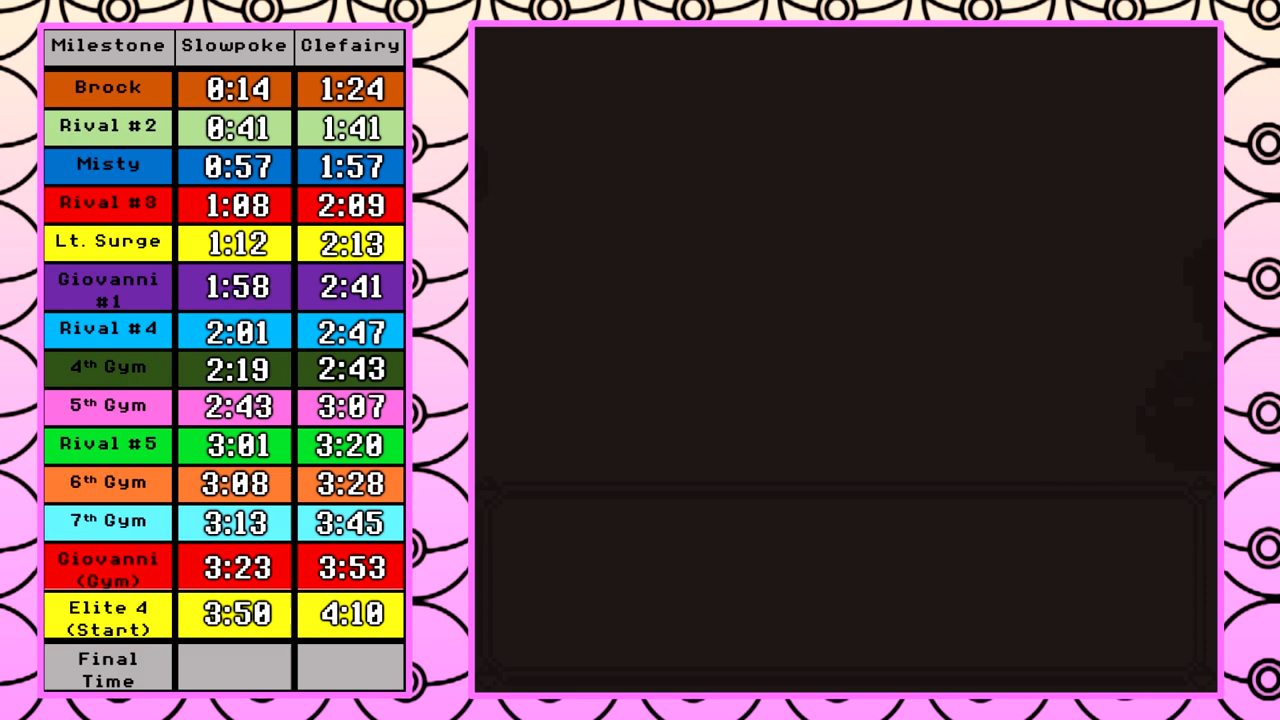 Milestone Slowpoke Clefairy
Brock 0:14 1:24
Rival #2 0:41 1:41
Misty 0:57 1:57
Rival #3 1:08 2:09
Lt. Surge 1:12 2:13
Giovanni
#1 1:58 2:41
Rival #4 2:01 2:47
4th Gym 2:19 2:43
5th Gym 2:43 3:07
Rival #5 3:01 3:20
6th Gym 3:08 3:28
7th Gym 3:13 3:45
Giovanni
(Gym) 3:23 3:53
Elite 4
(Start) 3:50 4:10
Final
Time